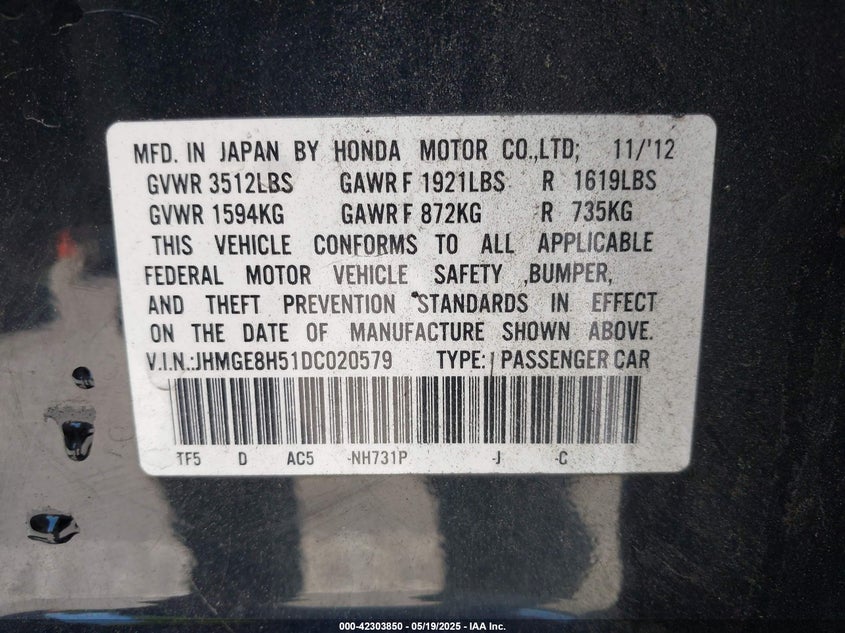 MFD. IN JAPAN BY HONDA MOTOR CO.,LTD; 11/'12
GVWR 3512LBS GAWR F 1921LBS R 1619LBS
GVWR 1594KG GAWR F 872KG R 735KG
THIS VEHICLE CONFORMS TO ALL APPLICABLE
FEDERAL MOTOR VEHICLE SAFETY ,BUMPER,
AND THEFT PREVENTION STANDARDS IN EFFECT
ON THE DATE OF MANUFACTURE SHOWN ABOVE.
V.I.N.:JHMGE8H51DC020579 TYPE: PASSENGER CAR
TF5 D AC5 -NH731P -J -C
000-42303850 - 05/19/2025 - IAA Inc.